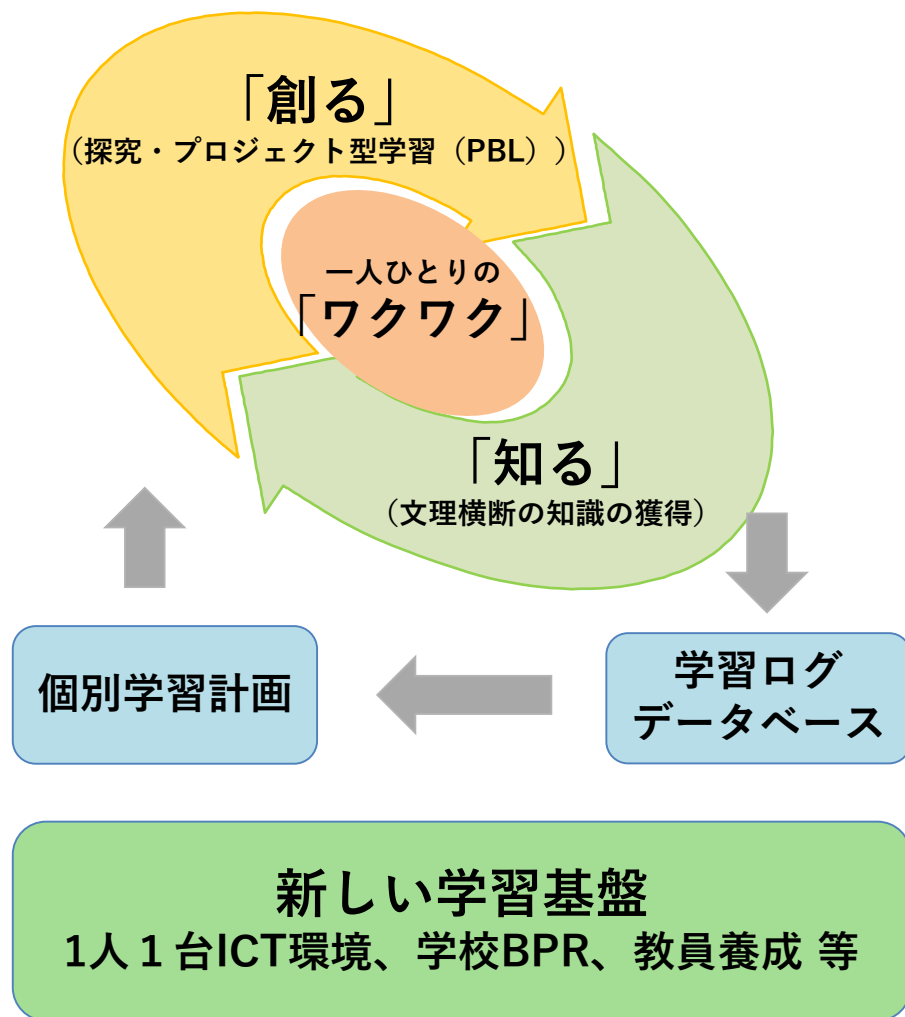 「創る」
（探究・プロジェクト型学習（PBL））
一人ひとりの
「ワクワク」
「知る」
（文理横断の知識の獲得）
個別学習計画
学習ログ
データベース
新しい学習基盤
1人１台ICT環境、学校BPR、教員養成 等